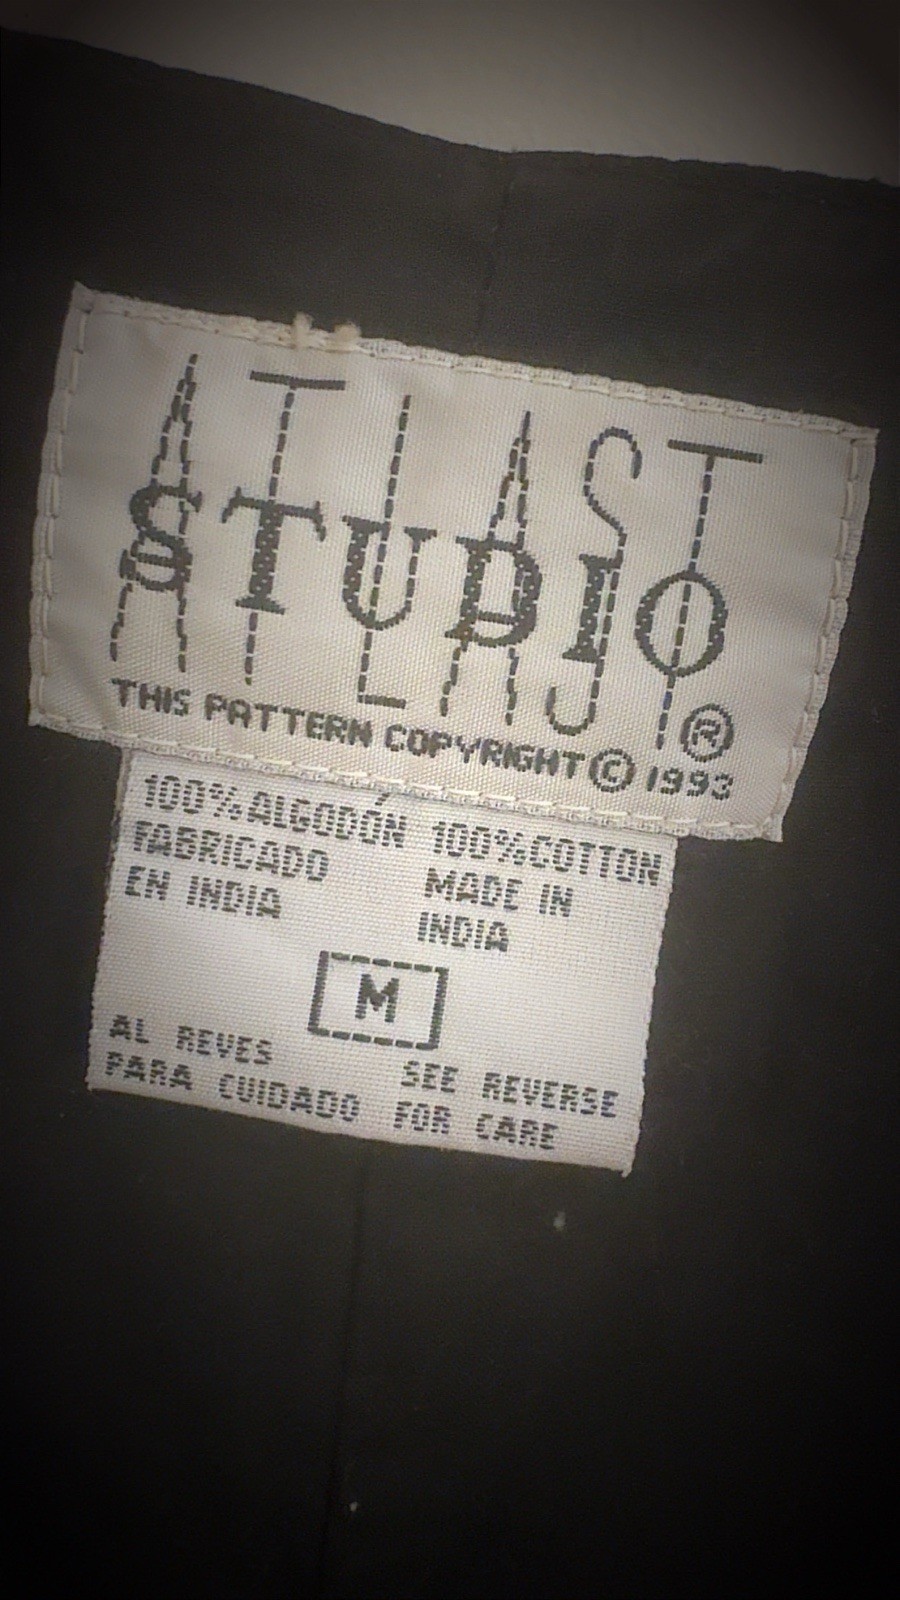 ATLAST
STUDIO
®
THIS PATTERN COPYRIGHT © 1993
100%ALGODÓN
FABRICADO
EN INDIA
100%COTTON
MADE IN
INDIA
M
AL REVES
PARA CUIDADO
SEE REVERSE
FOR CARE